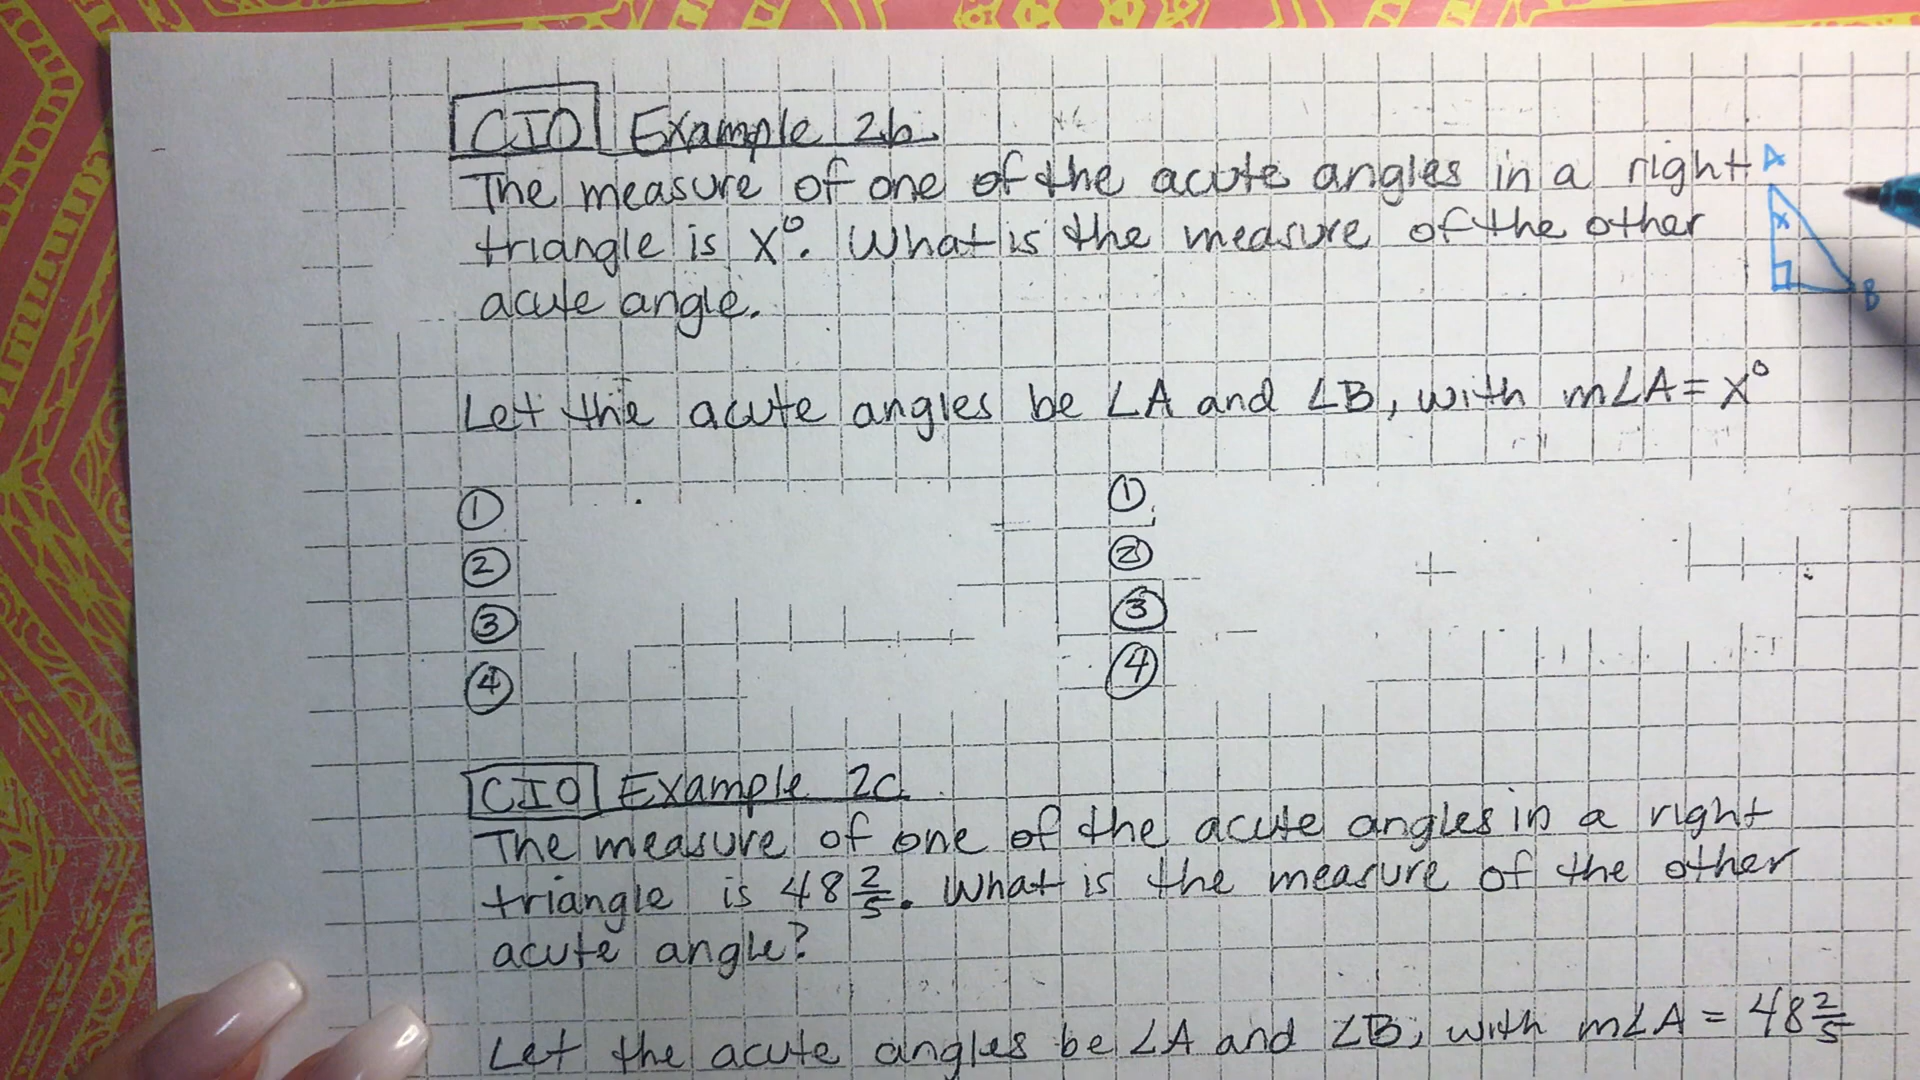 CIO Example 2b
The measure of one of the acute angles in a right
triangle is x°. What is the measure of the other
acute angle.
A
x
B
Let the acute angles be ∠A and ∠B, with m∠A = x°
① ①
② ②
③ ③
④ ④
CIO Example 2c
The measure of one of the acute angles in a right
triangle is 48 2/5. What is the measure of the other
acute angle?
Let the acute angles be ∠A and ∠B, with m∠A = 48 2/5